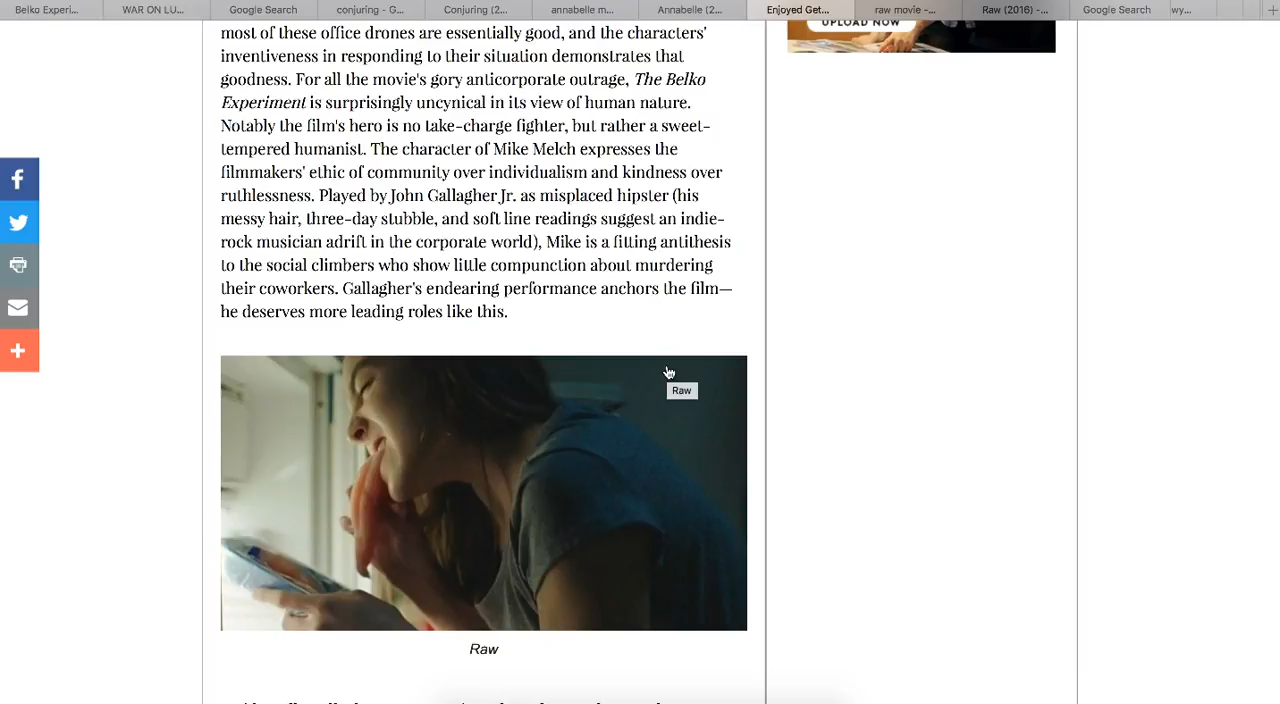 Belko Experi... WAR ON LU... Google Search conjuring - G... Conjuring (2... annabelle m... Annabelle (2... Enjoyed Get... raw movie -... Raw (2016) -... Google Search wy...
UPLOAD NOW
most of these office drones are essentially good, and the characters'
inventiveness in responding to their situation demonstrates that
goodness. For all the movie's gory anticorporate outrage, The Belko
Experiment is surprisingly uncynical in its view of human nature.
Notably the film's hero is no take-charge fighter, but rather a sweet-
tempered humanist. The character of Mike Melch expresses the
filmmakers' ethic of community over individualism and kindness over
ruthlessness. Played by John Gallagher Jr. as misplaced hipster (his
messy hair, three-day stubble, and soft line readings suggest an indie-
rock musician adrift in the corporate world), Mike is a fitting antithesis
to the social climbers who show little compunction about murdering
their coworkers. Gallagher's endearing performance anchors the film—
he deserves more leading roles like this.
Raw
Raw